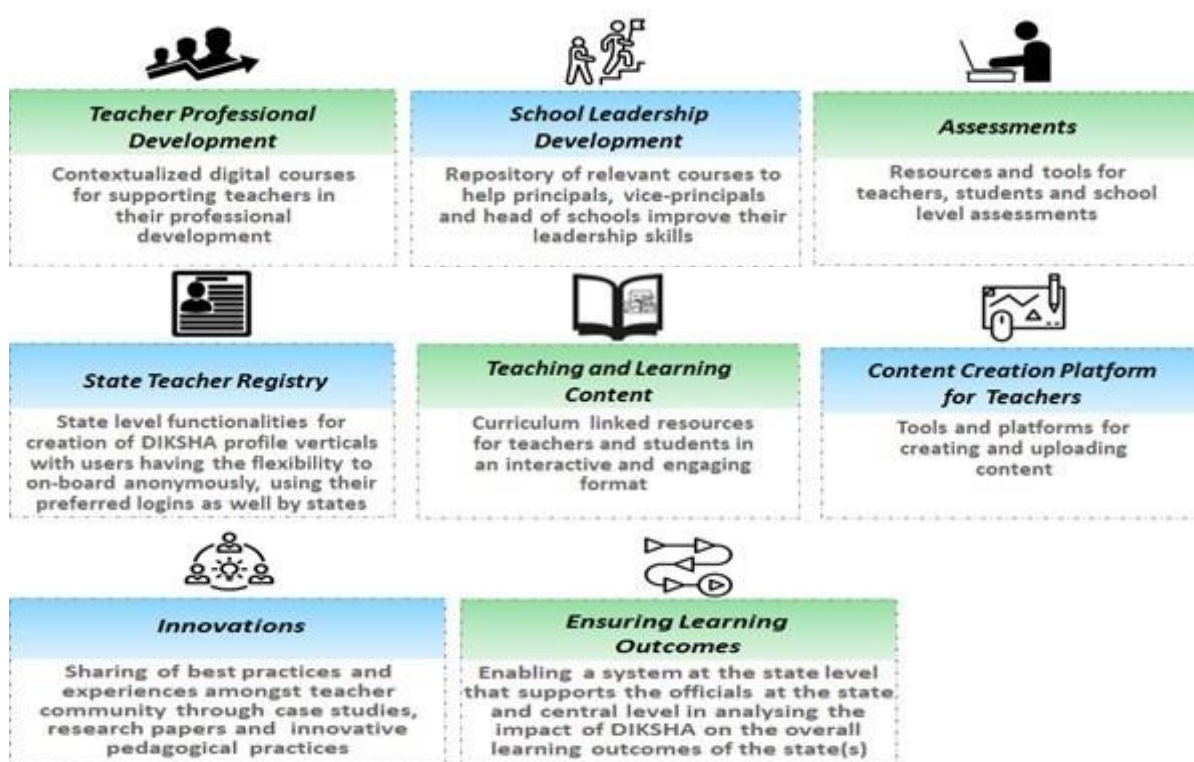 Teacher Professional
Development
Contextualized digital courses
for supporting teachers in
their professional
development
School Leadership
Development
Repository of relevant courses to
help principals, vice-principals
and head of schools improve their
leadership skills
Assessments
Resources and tools for
teachers, students and school
level assessments
State Teacher Registry
State level functionalities for
creation of DIKSHA profile verticals
with users having the flexibility to
on-board anonymously, using their
preferred logins as well by states
Teaching and Learning
Content
Curriculum linked resources
for teachers and students in
an interactive and engaging
format
Content Creation Platform
for Teachers
Tools and platforms for
creating and uploading
content
Innovations
Sharing of best practices and
experiences amongst teacher
community through case studies,
research papers and innovative
pedagogical practices
Ensuring Learning
Outcomes
Enabling a system at the state level
that supports the officials at the state
and central level in analysing the
impact of DIKSHA on the overall
learning outcomes of the state(s)